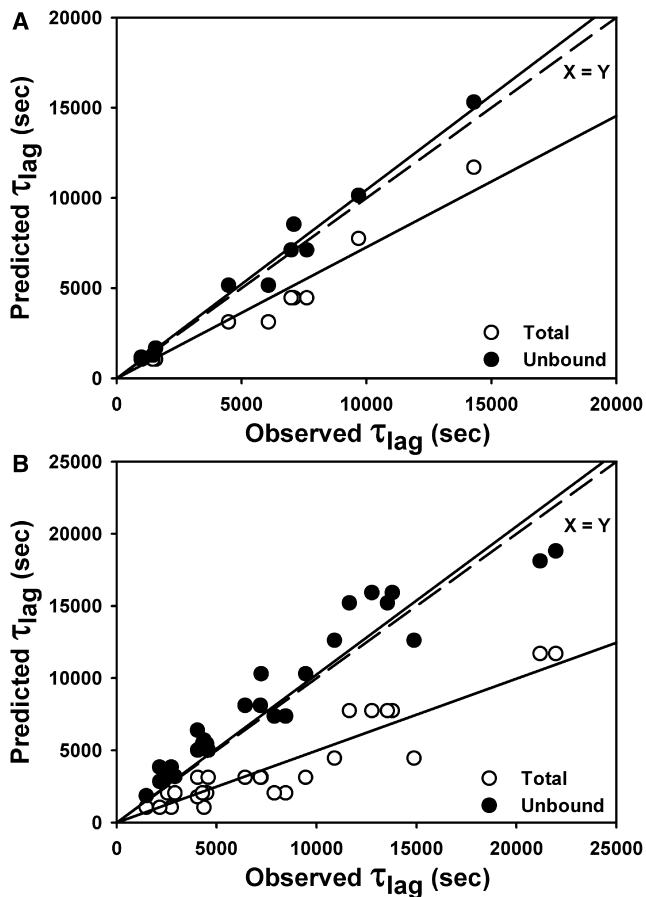 A
Predicted τlag (sec)
20000
15000
10000
5000
0
X = Y
Total
Unbound
0 5000 10000 15000 20000
Observed τlag (sec)
B
Predicted τlag (sec)
25000
20000
15000
10000
5000
0
X = Y
Total
Unbound
0 5000 10000 15000 20000 25000
Observed τlag (sec)